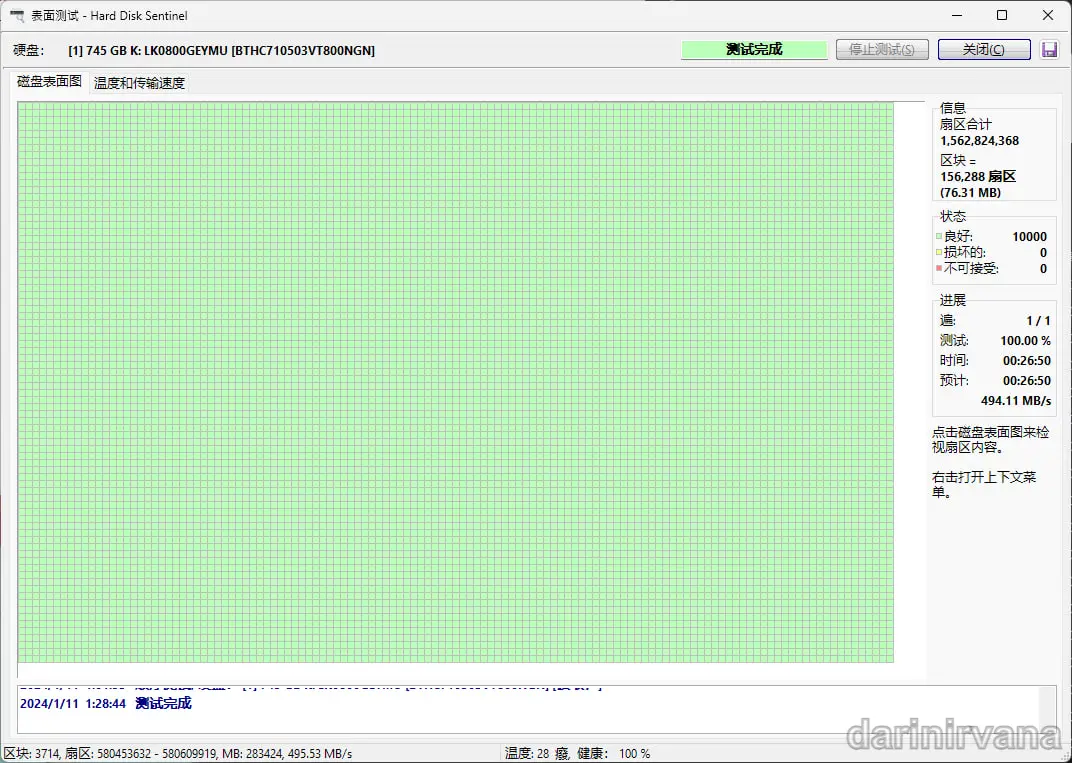 表面测试 - Hard Disk Sentinel
硬盘: [1] 745 GB K: LK0800GEYMU [BTHC710503VT800NGN]
测试完成
停止测试(S)
关闭(C)
磁盘表面图
温度和传输速度
信息
扇区合计
1,562,824,368
区块 =
156,288 扇区
(76.31 MB)
状态
良好: 10000
损坏的: 0
不可接受: 0
进展
遍: 1 / 1
测试: 100.00 %
时间: 00:26:50
预计: 00:26:50
494.11 MB/s
点击磁盘表面图来检
视扇区内容。
右击打开上下文菜
单。
2024/1/11 1:28:44 测试完成
区块: 3714, 扇区: 580453632 - 580609919, MB: 283424, 495.53 MB/s
温度: 28 癈, 健康: 100 %
darinirvana